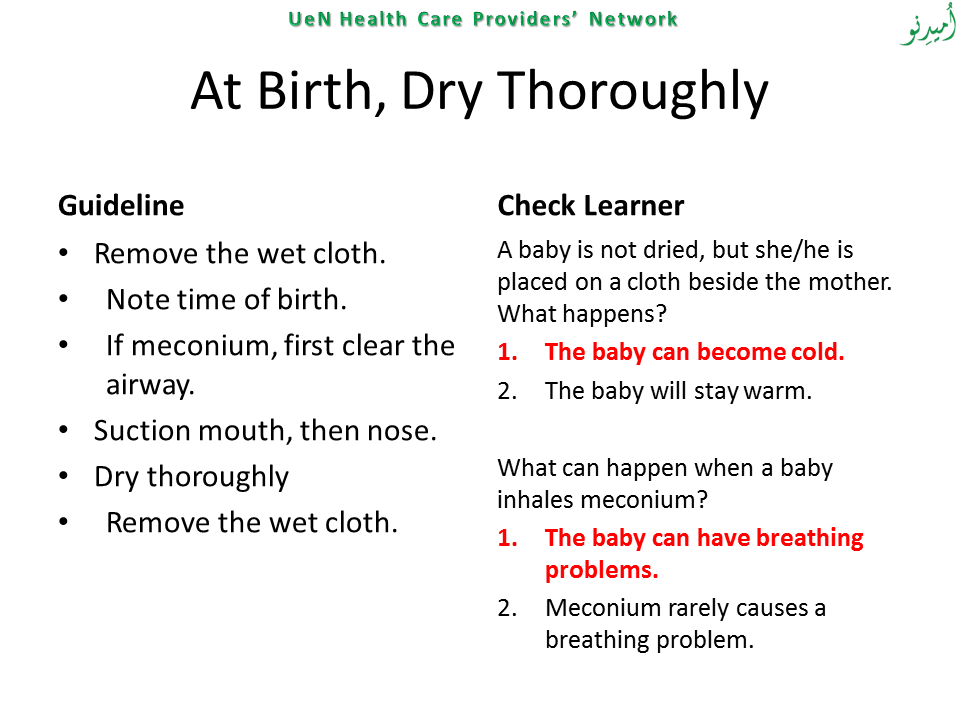 UeN Health Care Providers’ Network
اُمیدِنو
At Birth, Dry Thoroughly
Guideline
• Remove the wet cloth.
• Note time of birth.
• If meconium, first clear the
airway.
• Suction mouth, then nose.
• Dry thoroughly
• Remove the wet cloth.
Check Learner
A baby is not dried, but she/he is
placed on a cloth beside the mother.
What happens?
1. The baby can become cold.
2. The baby will stay warm.
What can happen when a baby
inhales meconium?
1. The baby can have breathing
problems.
2. Meconium rarely causes a
breathing problem.